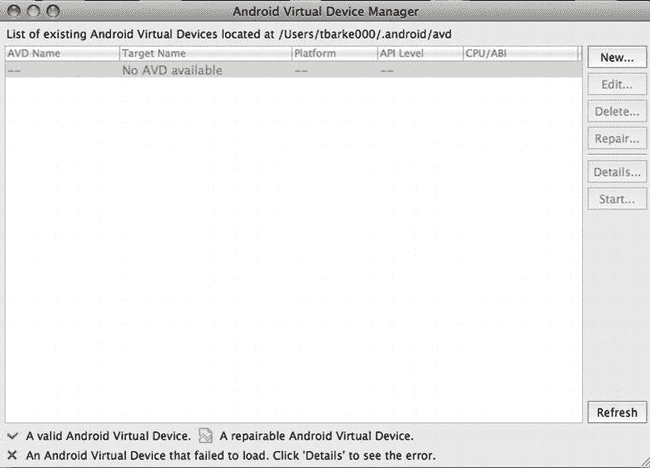 Android Virtual Device Manager
List of existing Android Virtual Devices located at /Users/tbarke000/.android/avd
AVD Name Target Name Platform API Level CPU/ABI
-- No AVD available -- --
New...
Edit...
Delete...
Repair...
Details...
Start...
Refresh
A valid Android Virtual Device. A repairable Android Virtual Device.
An Android Virtual Device that failed to load. Click 'Details' to see the error.